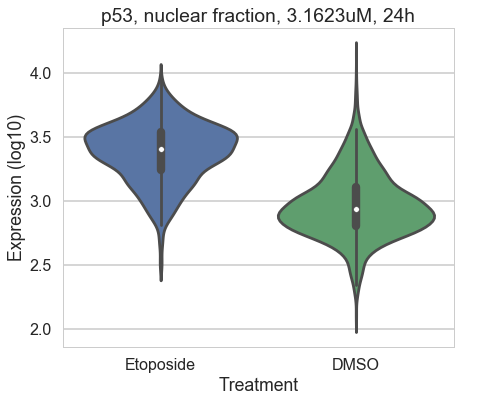 p53, nuclear fraction, 3.1623uM, 24h
Expression (log10)
4.0
3.5
3.0
2.5
2.0
Etoposide
DMSO
Treatment